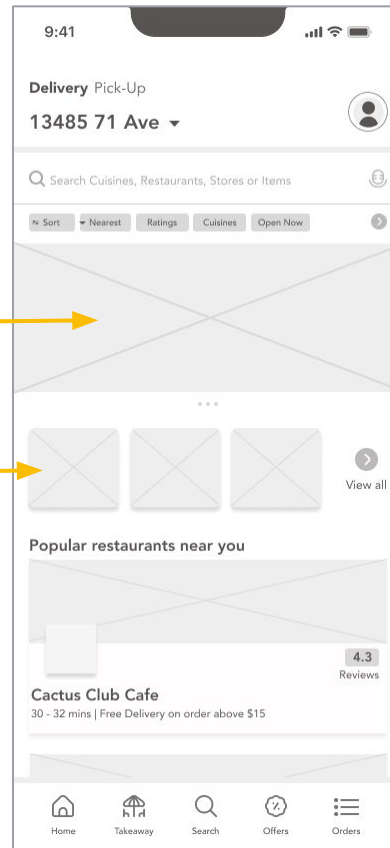 9:41
Delivery Pick-Up
13485 71 Ave
Search Cuisines, Restaurants, Stores or Items
Sort Nearest Ratings Cuisines Open Now
View all
Popular restaurants near you
4.3
Reviews
Cactus Club Cafe
30 - 32 mins | Free Delivery on order above $15
Home Takeaway Search Offers Orders